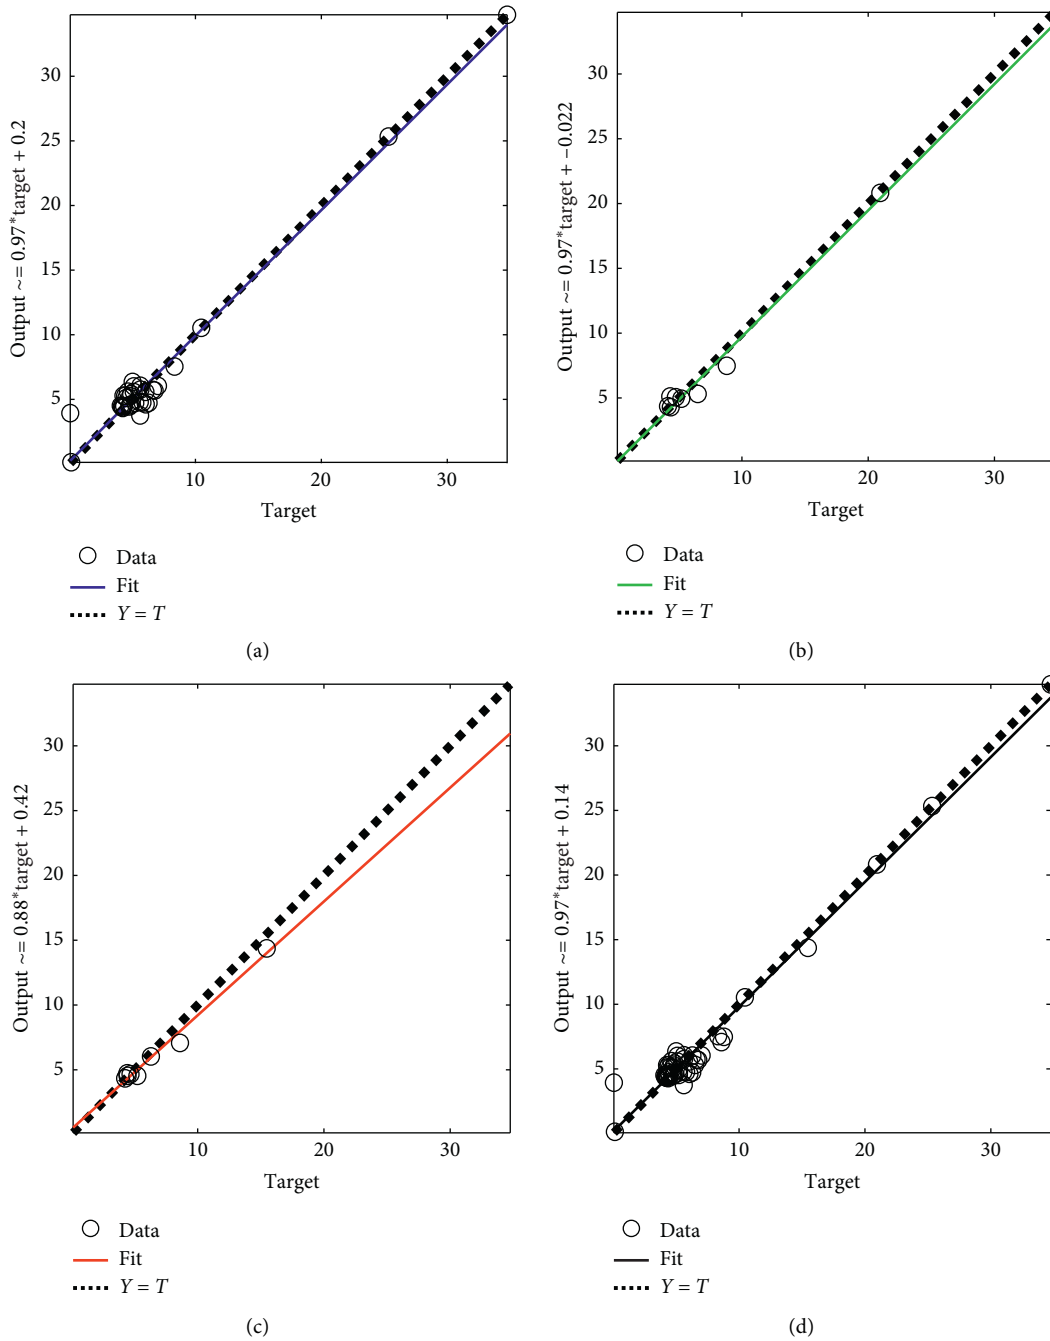 30
25
20
15
10
5
Output ~= 0.97*target + 0.2
10 20 30
Target
Data
Fit
Y = T
(a)
30
25
20
15
10
5
Output ~= 0.97*target + −0.022
10 20 30
Target
Data
Fit
Y = T
(b)
30
25
20
15
10
5
Output ~= 0.88*target + 0.42
10 20 30
Target
Data
Fit
Y = T
(c)
30
25
20
15
10
5
Output ~= 0.97*target + 0.14
10 20 30
Target
Data
Fit
Y = T
(d)